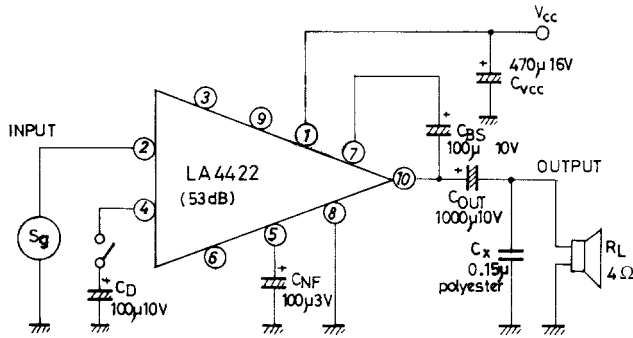 Vcc
470µ 16V
Cvcc
3
9
1
7
INPUT
2
CBS
100µ 10V
LA4422
(53dB)
10
OUTPUT
4
8
COUT
1000µ10V
Sg
5
6
Cx
0.15µ
polyester
RL
4Ω
CD
100µ10V
CNF
100µ3V